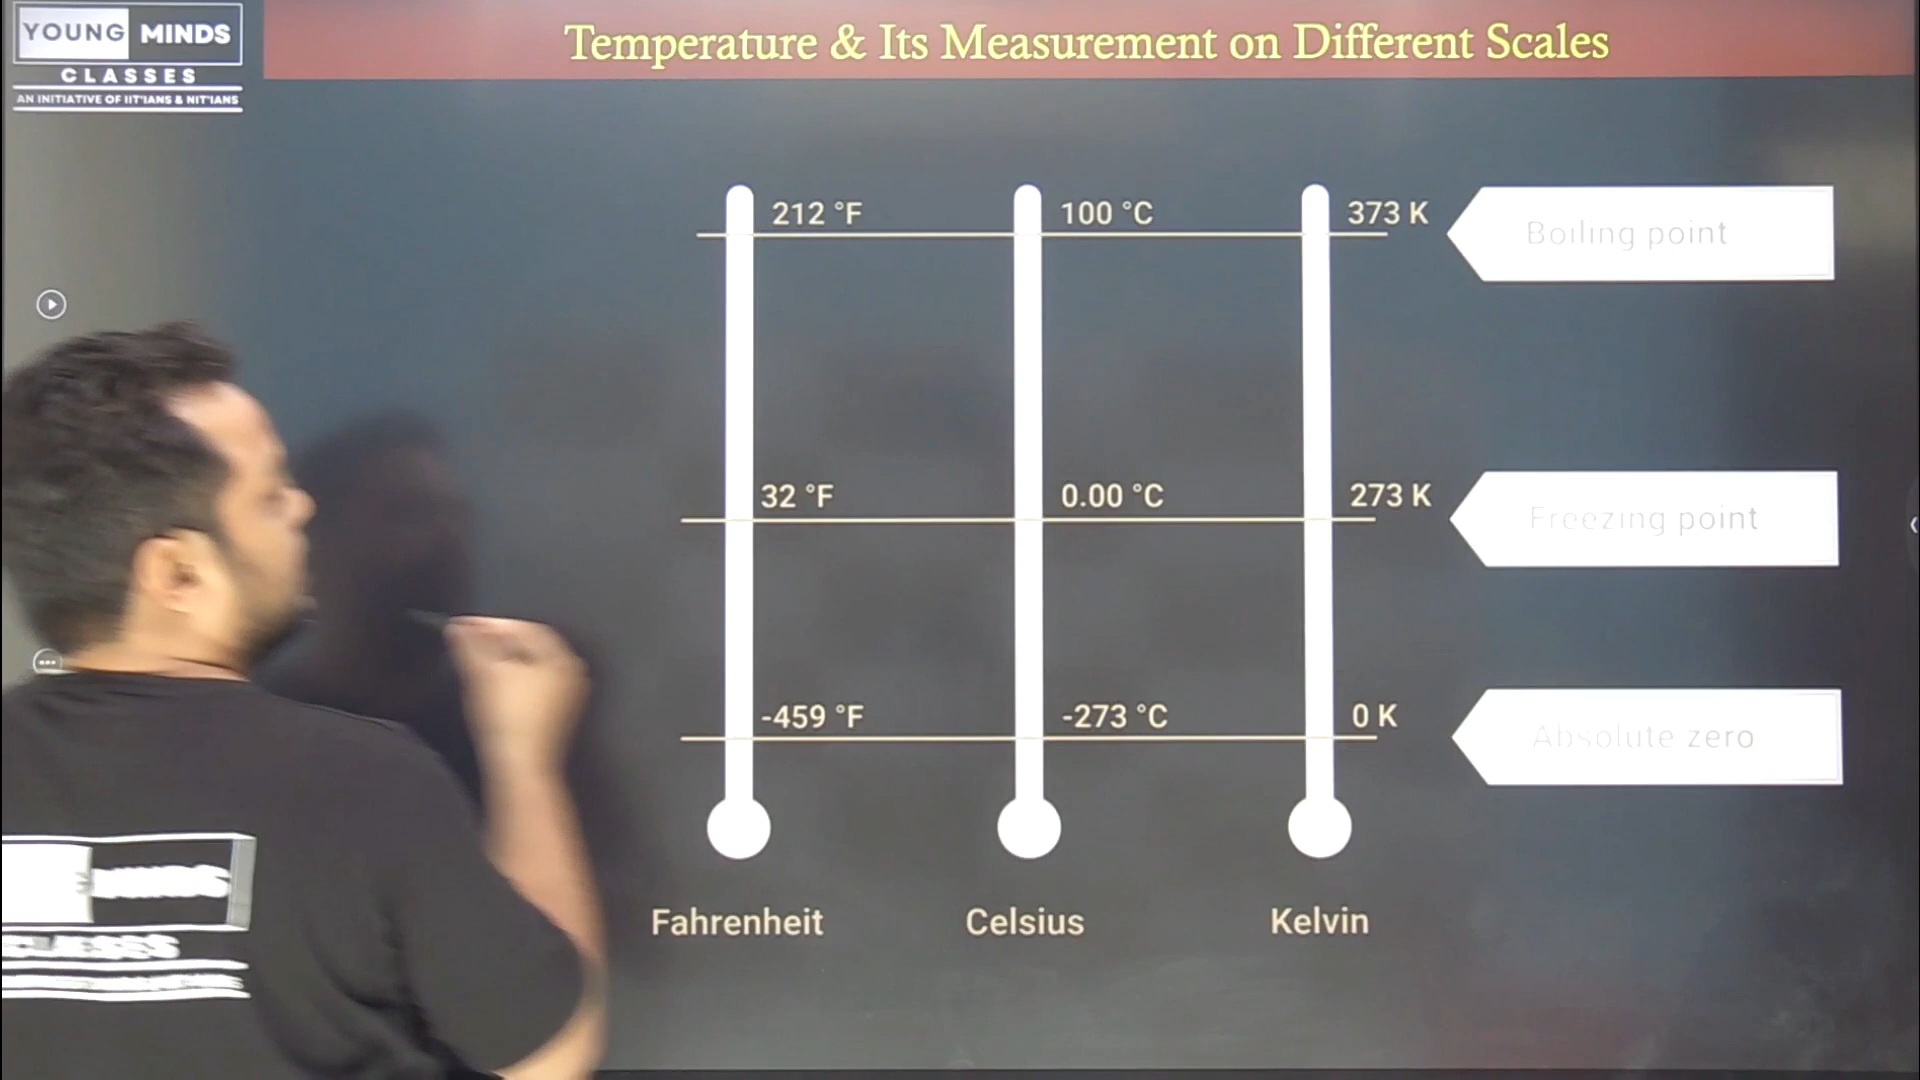 YOUNG MINDS
CLASSES
AN INITIATIVE OF IIT'IANS & NIT'IANS
Temperature & Its Measurement on Different Scales
212 °F 100 °C 373 K Boiling point
32 °F 0.00 °C 273 K Freezing point
-459 °F -273 °C 0 K Absolute zero
Fahrenheit Celsius Kelvin
CLASSES